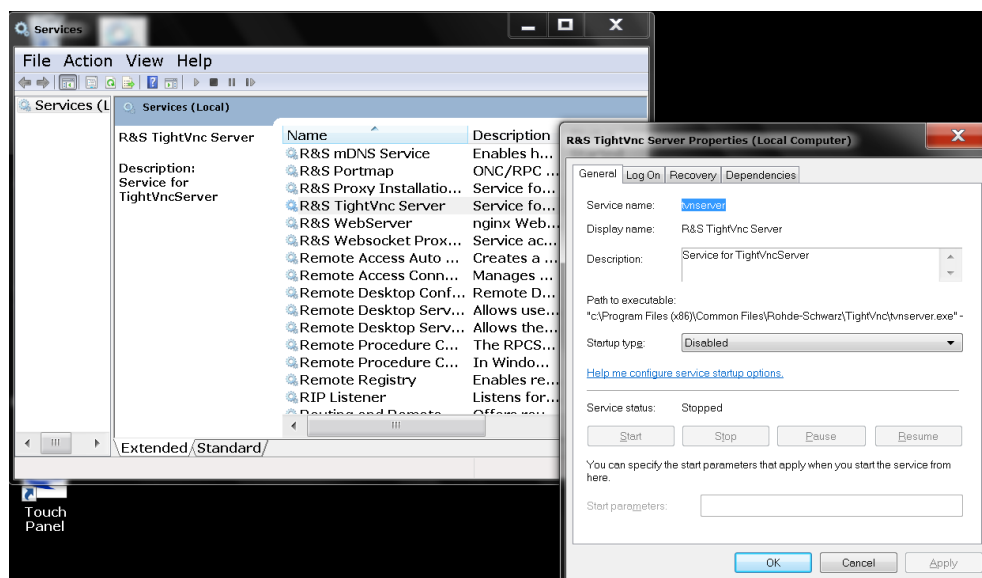 Services
File Action View Help
Services (L
Services (Local)
R&S TightVnc Server
Description:
Service for
TightVncServer
Name Description
R&S mDNS Service Enables h...
R&S Portmap ONC/RPC ...
R&S Proxy Installatio... Service fo...
R&S TightVnc Server Service fo...
R&S WebServer nginx Web...
R&S Websocket Prox... Service ac...
Remote Access Auto ... Creates a ...
Remote Access Conn... Manages ...
Remote Desktop Conf... Remote D...
Remote Desktop Serv... Allows use...
Remote Desktop Serv... Allows the...
Remote Procedure C... The RPCS...
Remote Procedure C... In Windo...
Remote Registry Enables re...
RIP Listener Listens for...
Routing and Remote Offers rou...
Extended Standard
Touch
Panel
R&S TightVnc Server Properties (Local Computer)
General Log On Recovery Dependencies
Service name: tvnserver
Display name: R&S TightVnc Server
Description: Service for TightVncServer
Path to executable:
"c:\Program Files (x86)\Common Files\Rohde-Schwarz\TightVnc\tvnserver.exe" -
Startup type: Disabled
Help me configure service startup options.
Service status: Stopped
Start Stop Pause Resume
You can specify the start parameters that apply when you start the service from
here.
Start parameters:
OK Cancel Apply